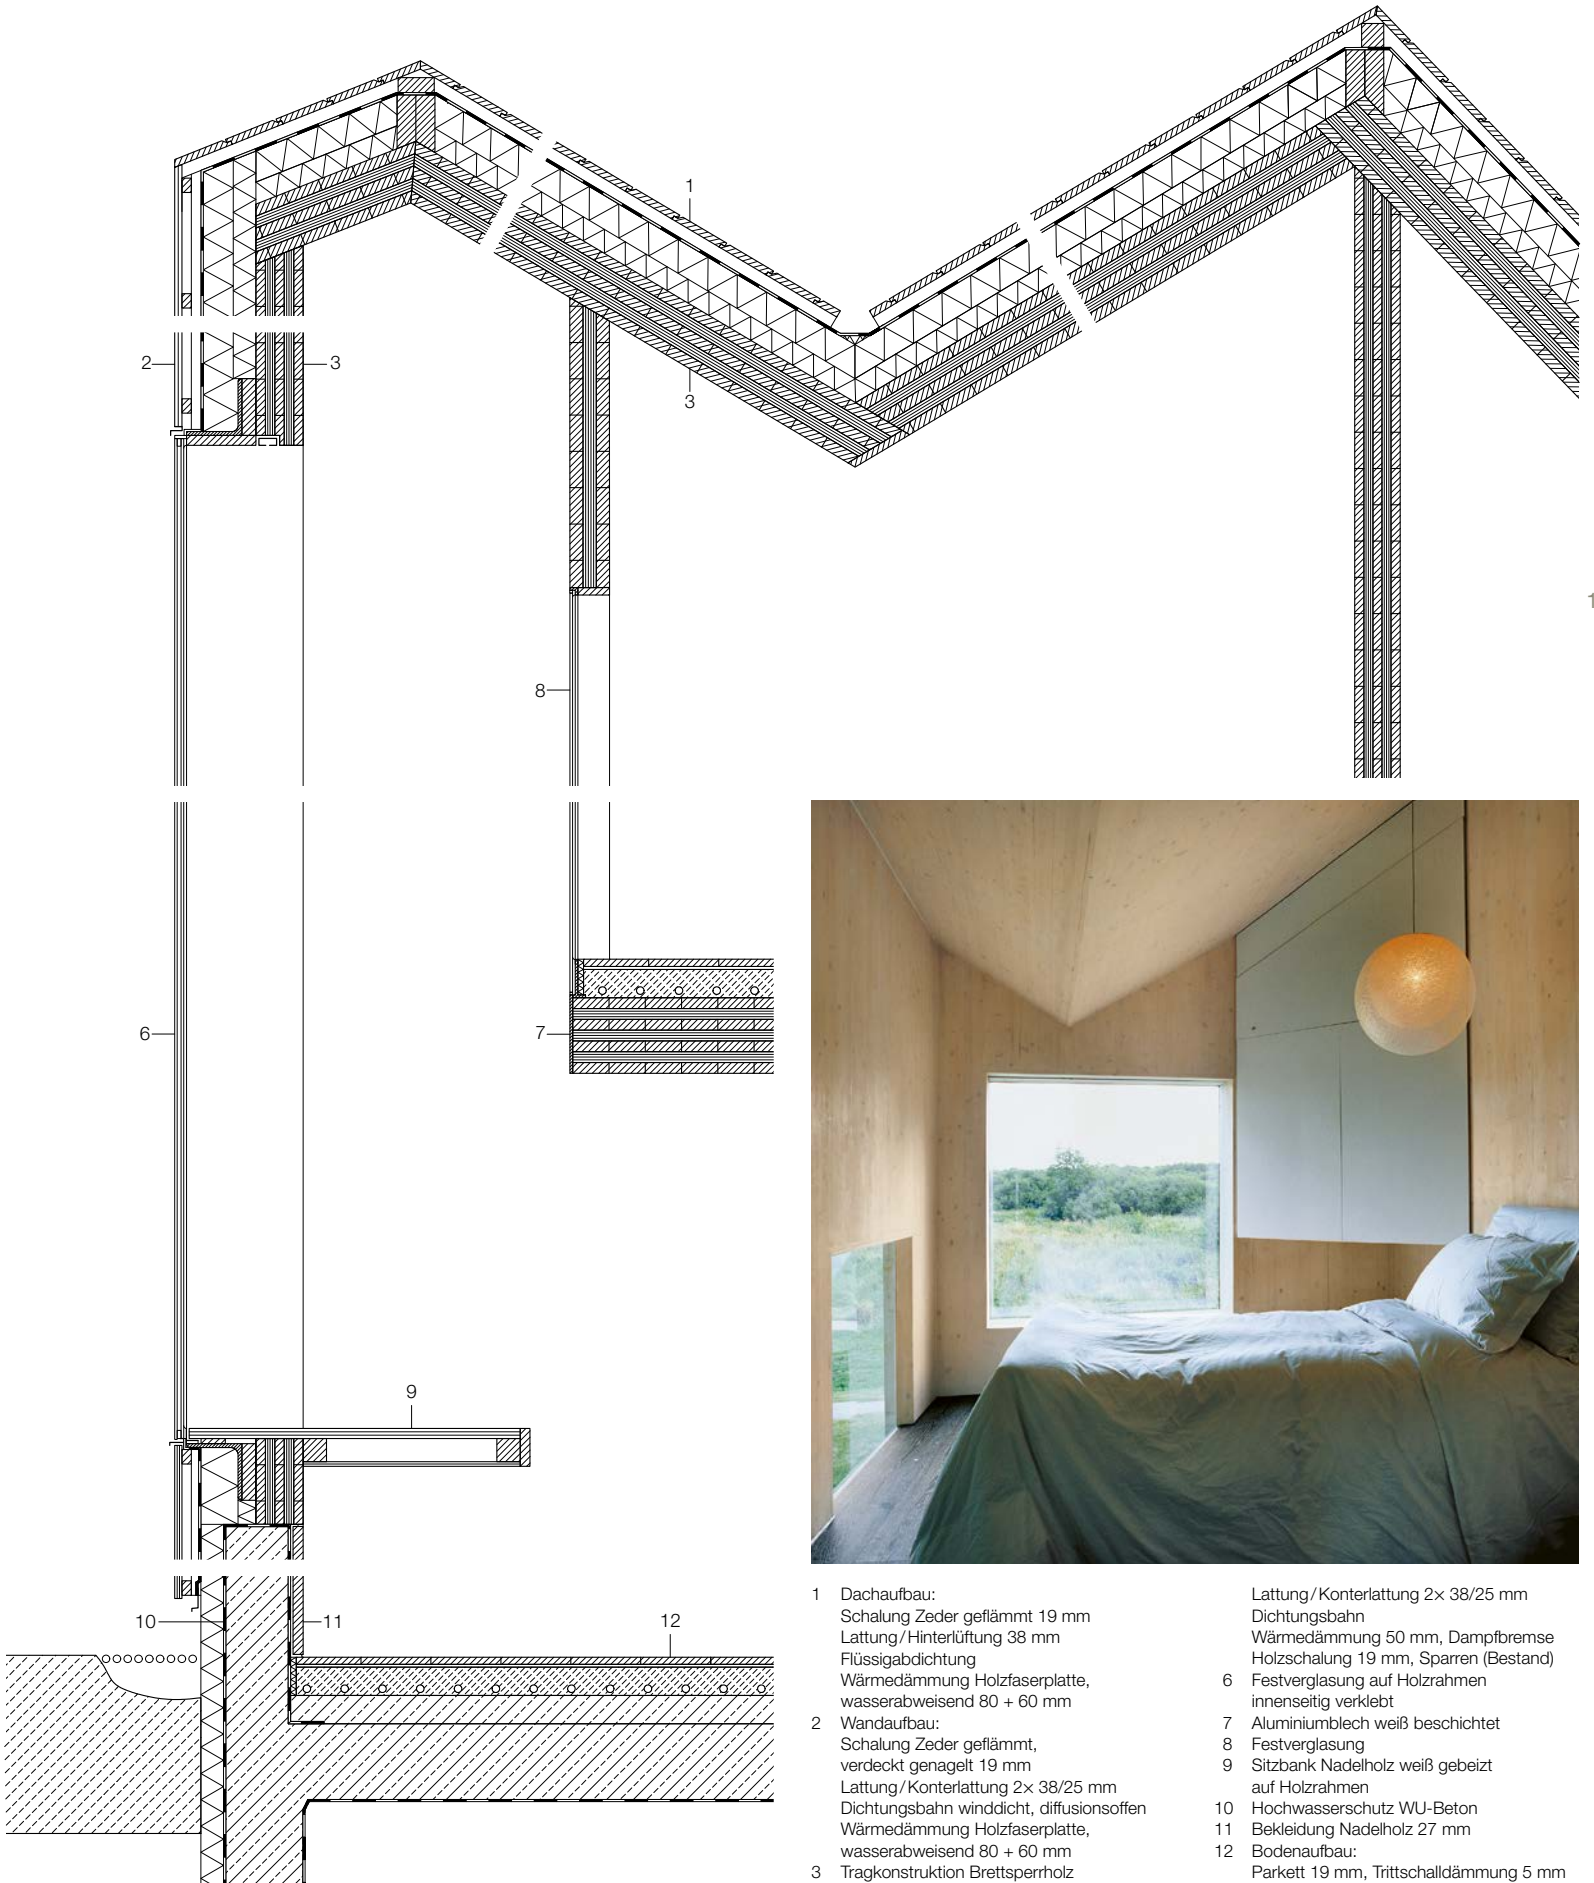 1
2
3
3
1
8
6
7
9
10
11
12
1 Dachaufbau:
Schalung Zeder geflämmt 19 mm
Lattung/Hinterlüftung 38 mm
Flüssigabdichtung
Wärmedämmung Holzfaserplatte,
wasserabweisend 80 + 60 mm
2 Wandaufbau:
Schalung Zeder geflämmt,
verdeckt genagelt 19 mm
Lattung/Konterlattung 2× 38/25 mm
Dichtungsbahn winddicht, diffusionsoffen
Wärmedämmung Holzfaserplatte,
wasserabweisend 80 + 60 mm
3 Tragkonstruktion Brettsperrholz
Lattung/Konterlattung 2× 38/25 mm
Dichtungsbahn
Wärmedämmung 50 mm, Dampfbremse
Holzschalung 19 mm, Sparren (Bestand)
6 Festverglasung auf Holzrahmen
innenseitig verklebt
7 Aluminiumblech weiß beschichtet
8 Festverglasung
9 Sitzbank Nadelholz weiß gebeizt
auf Holzrahmen
10 Hochwasserschutz WU-Beton
11 Bekleidung Nadelholz 27 mm
12 Bodenaufbau:
Parkett 19 mm, Trittschalldämmung 5 mm